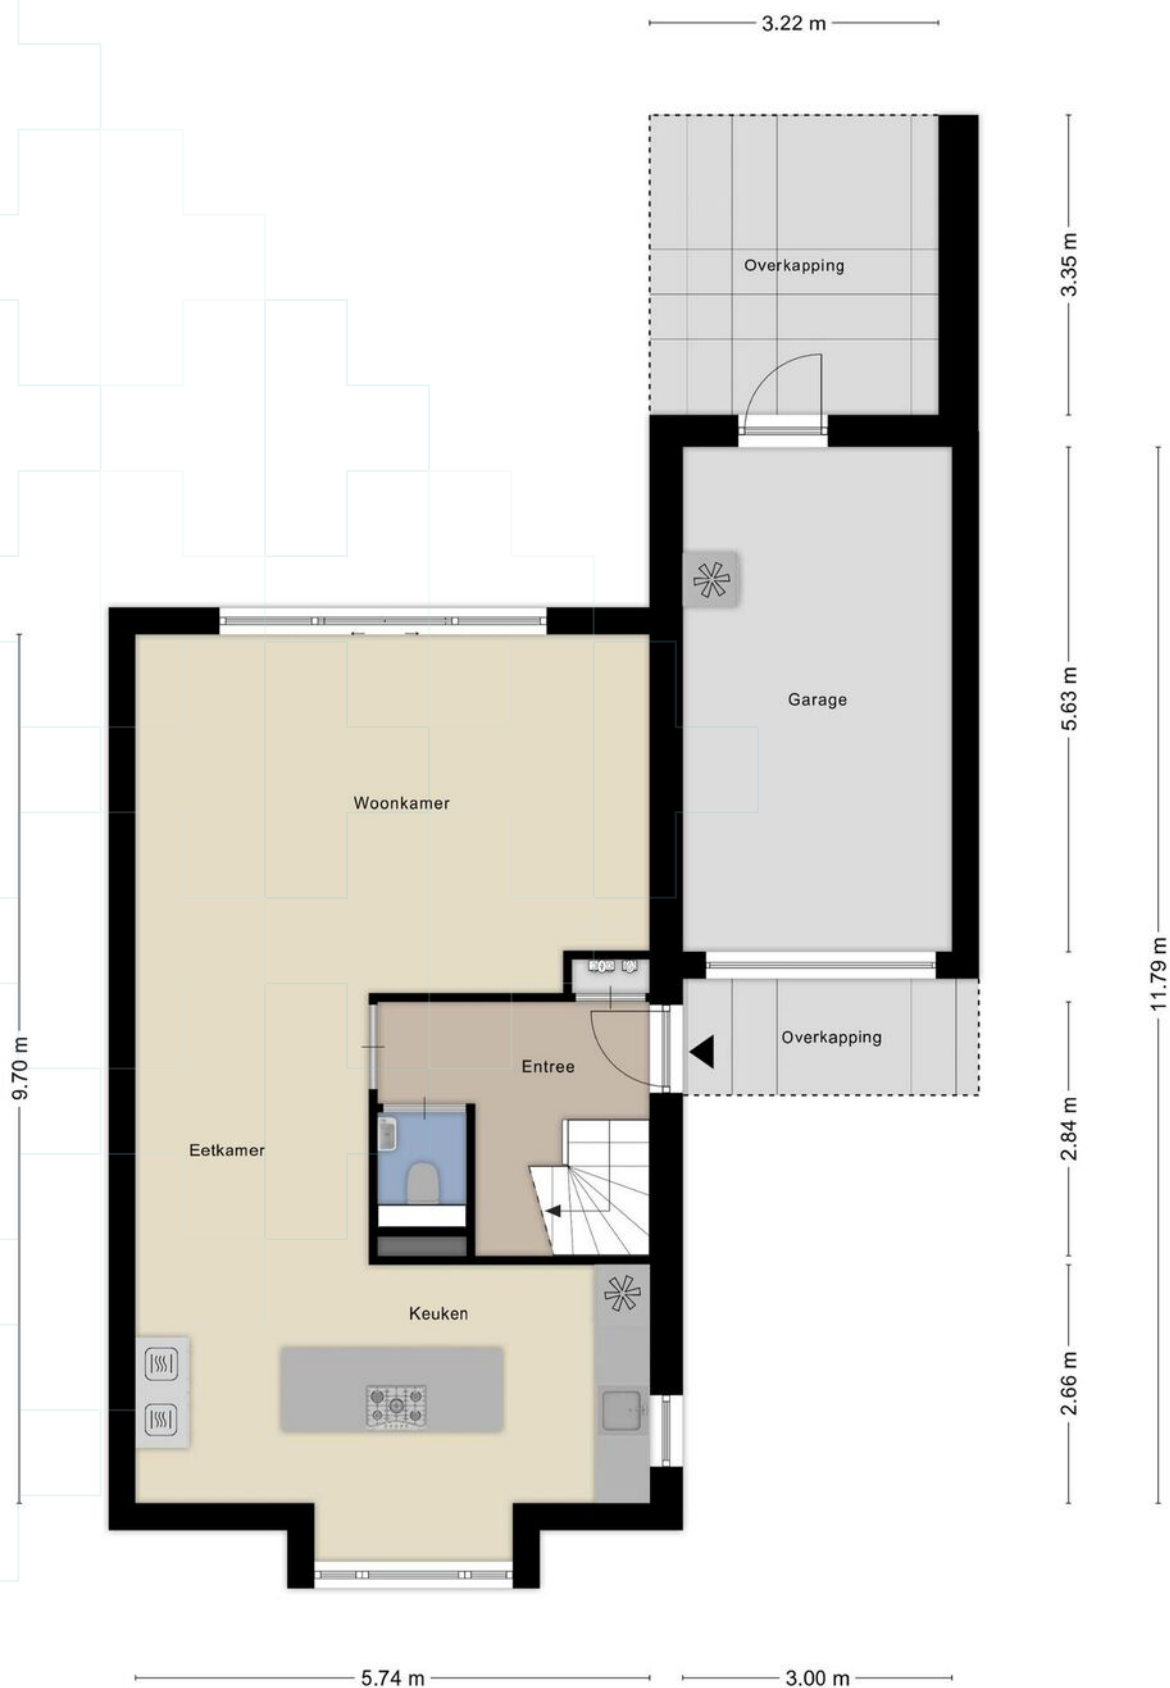 3.22 m
Overkapping
3.35 m
Garage
5.63 m
Woonkamer
11.79 m
9.70 m
Overkapping
Entree
2.84 m
Eetkamer
Keuken
2.66 m
5.74 m
3.00 m